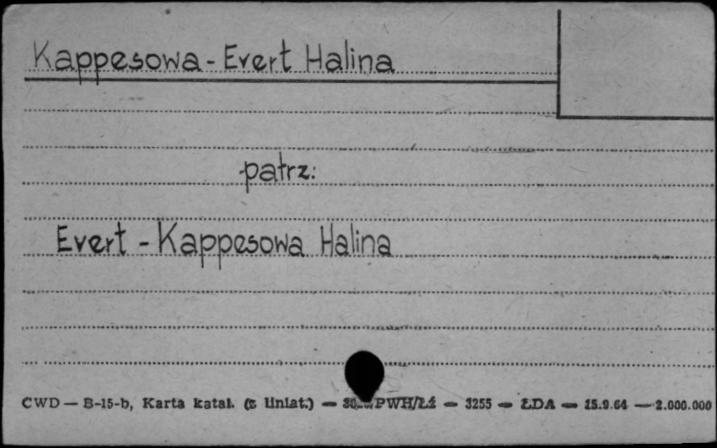 Kappesowa-Evert Halina
patrz:
Evert - Kappesowa Halina
CWD — B-15-b, Karta katal. (z liniat.) — PWH/Łź — 3255 — ŁDA — 15.9.64 — 2.000.000